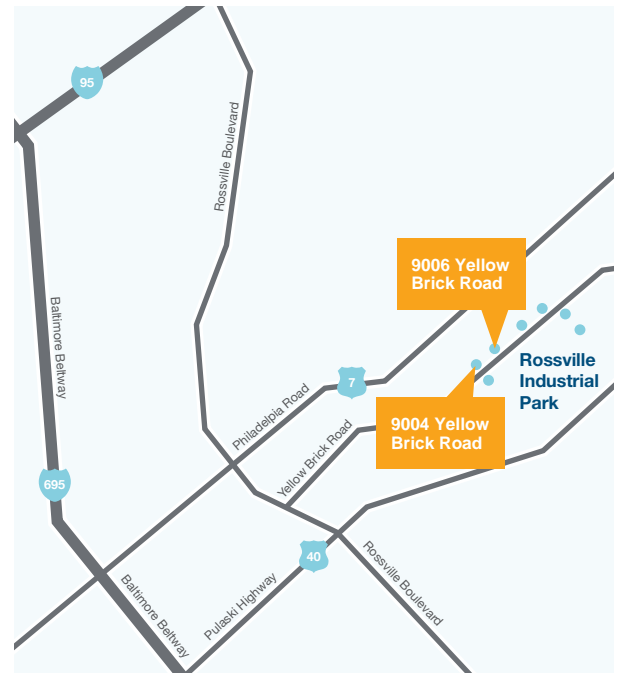 95
Rossville Boulevard
9006 Yellow
Brick Road
Baltimore Beltway
Rossville
Industrial
Park
7
Philadelpia Road
9004 Yellow
Brick Road
Yellow Brick Road
695
40
Rossville Boulevard
Baltimore Beltway
Pulaski Highway